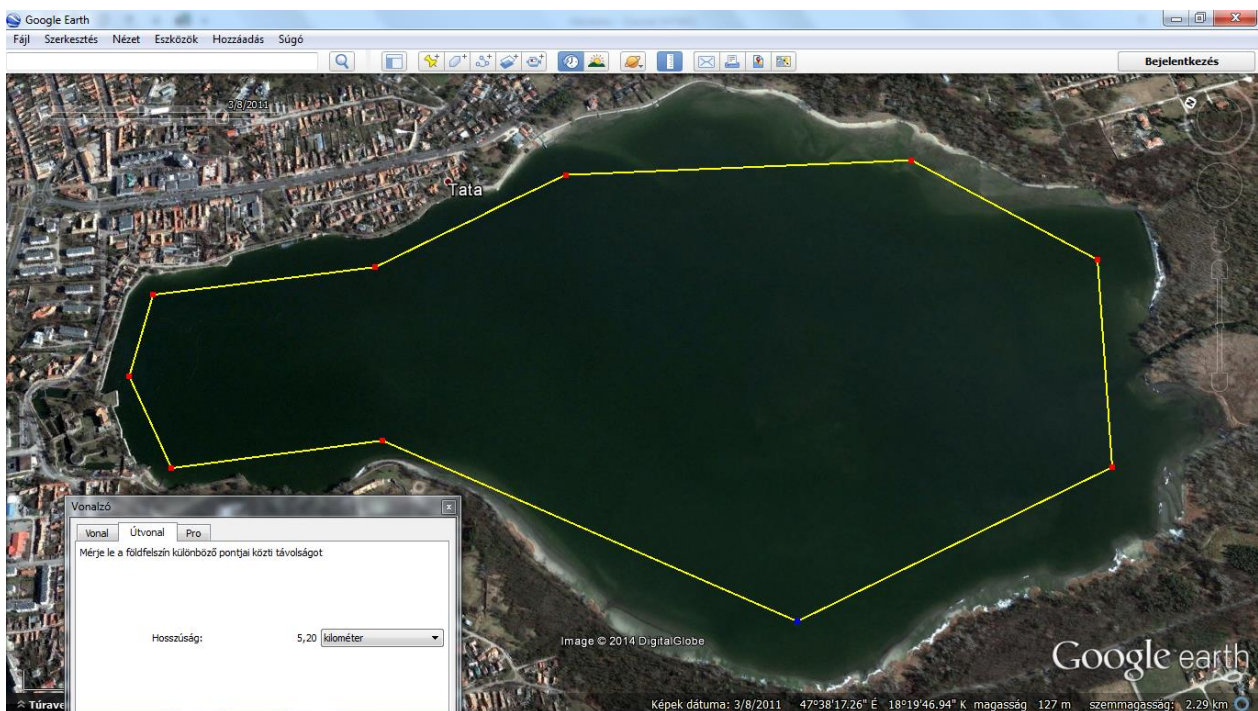 Google Earth
Fájl Szerkesztés Nézet Eszközök Hozzáadás Súgó
Bejelentkezés
3/8/2011
Tata
Vonalzó
Vonal Útvonal Pro
Mérje le a földfelszín különböző pontjai közti távolságot
Hosszúság: 5,20 kilométer
Image © 2014 DigitalGlobe
Google earth
Képek dátuma: 3/8/2011 47°38'17.26" É 18°19'46.94" K magasság 127 m szemmagasság: 2.29 km